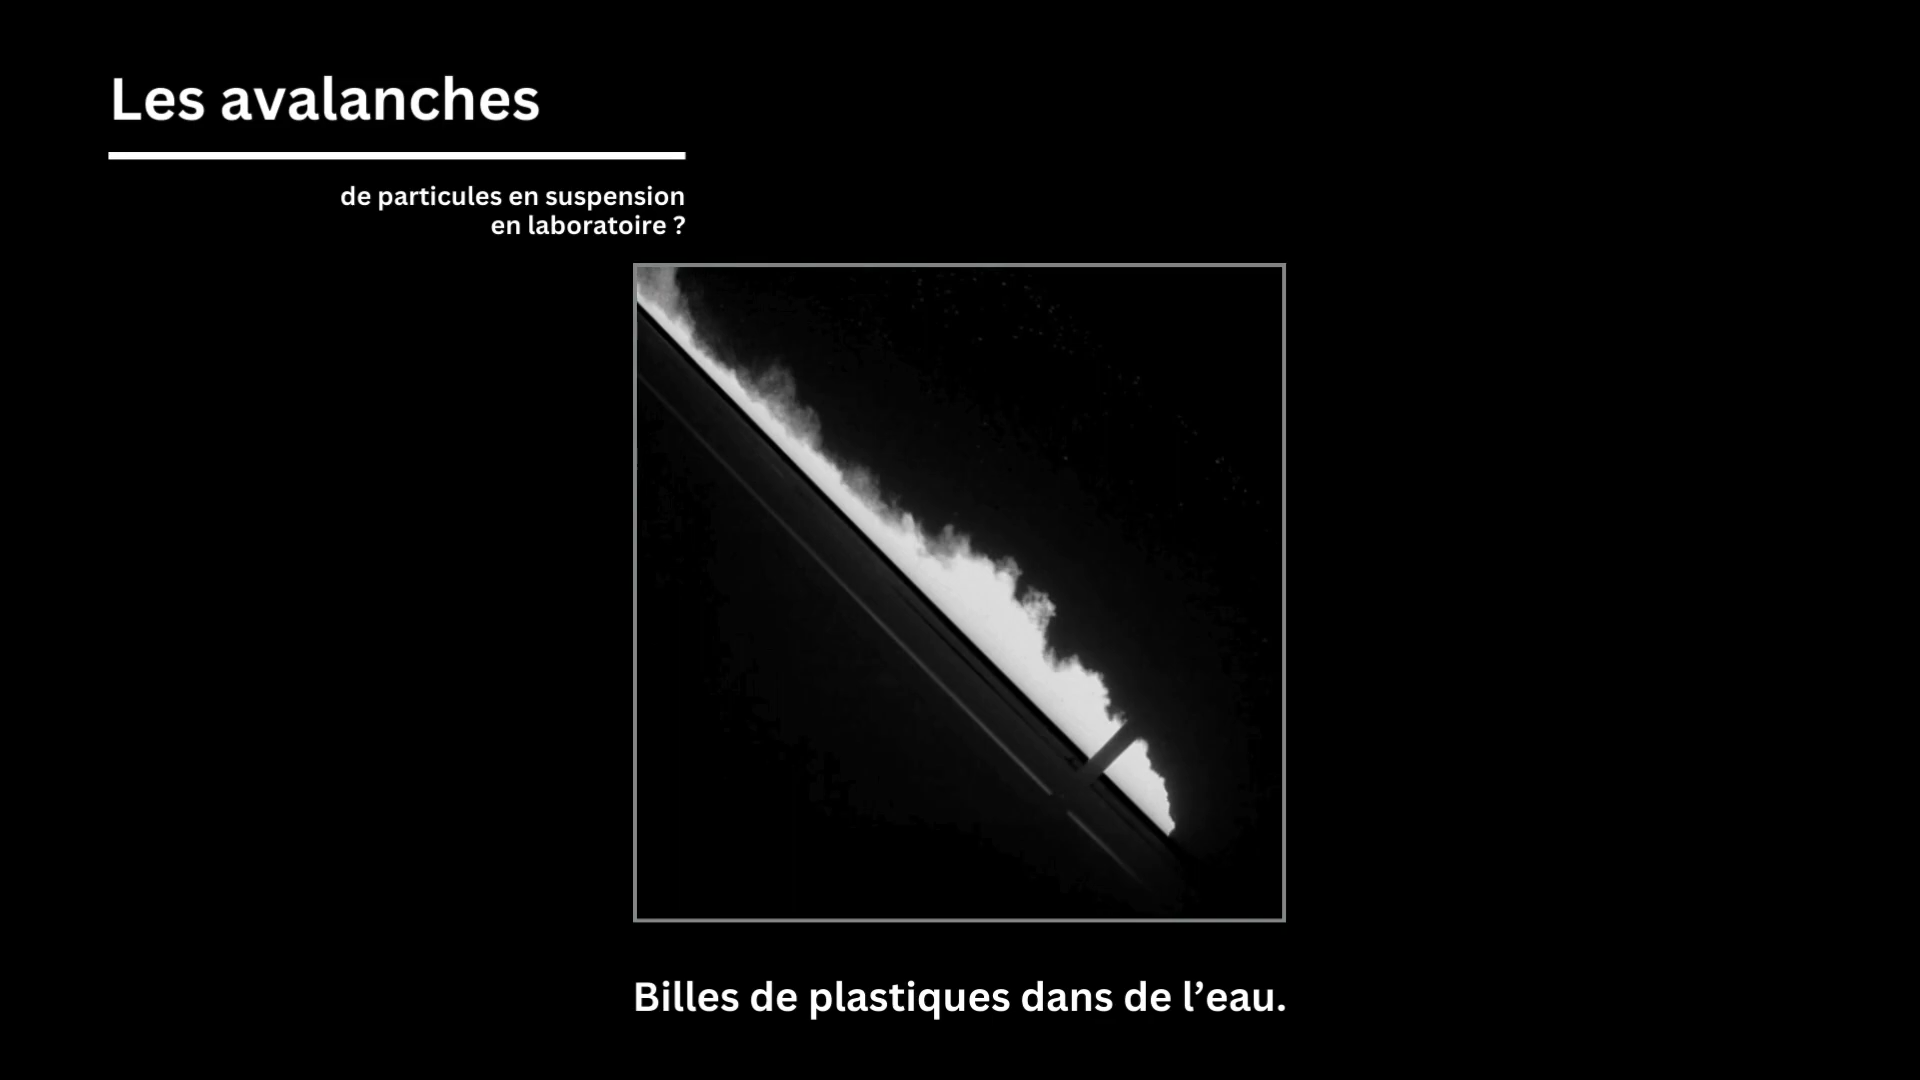 Les avalanches
de particules en suspension
en laboratoire ?
Billes de plastiques dans de l’eau.